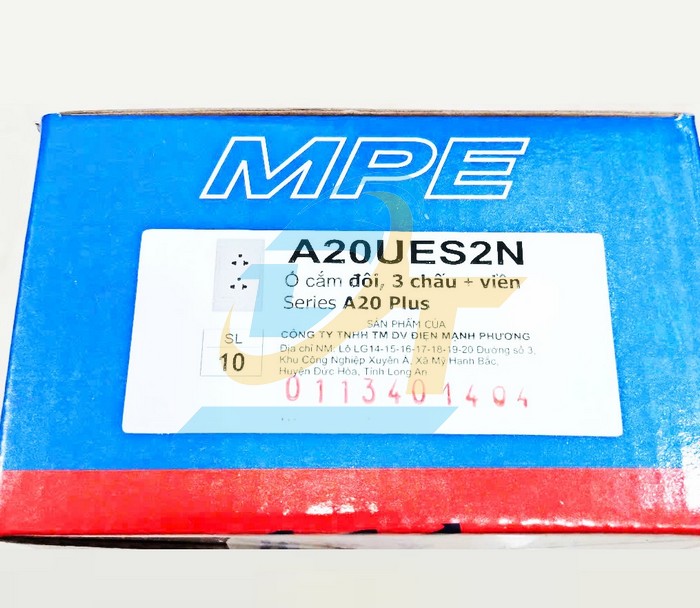 MPE
A20UES2N
Ổ cắm đôi, 3 chấu + viền
Series A20 Plus
SL
10
SẢN PHẨM CỦA
CÔNG TY TNHH TM DV ĐIỆN MẠNH PHƯƠNG
Địa chỉ NM: Lô LG14-15-16-17-18-19-20 Đường số 3,
Khu Công Nghiệp Xuyên Á, Xã Mỹ Hạnh Bắc,
Huyện Đức Hòa, Tỉnh Long An
0113401404